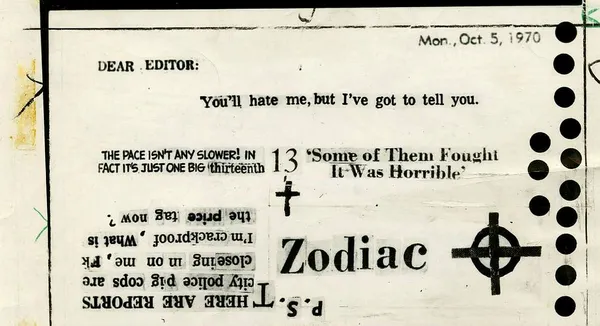 Mon., Oct. 5, 1970
DEAR EDITOR:
You'll hate me, but I've got to tell you.
THE PACE ISN'T ANY SLOWER! IN
FACT IT'S JUST ONE BIG thirteenth
13
'Some of Them Fought
It Was Horrible'
Zodiac
P.S.
THERE ARE REPORTS
city police pig cops are
closeing in on me, Fk
I'm crackproof, What is
the price tag now ?